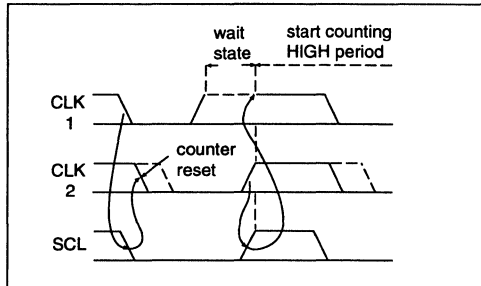 wait
state
start counting
HIGH period
CLK
1
counter
reset
CLK
2
SCL